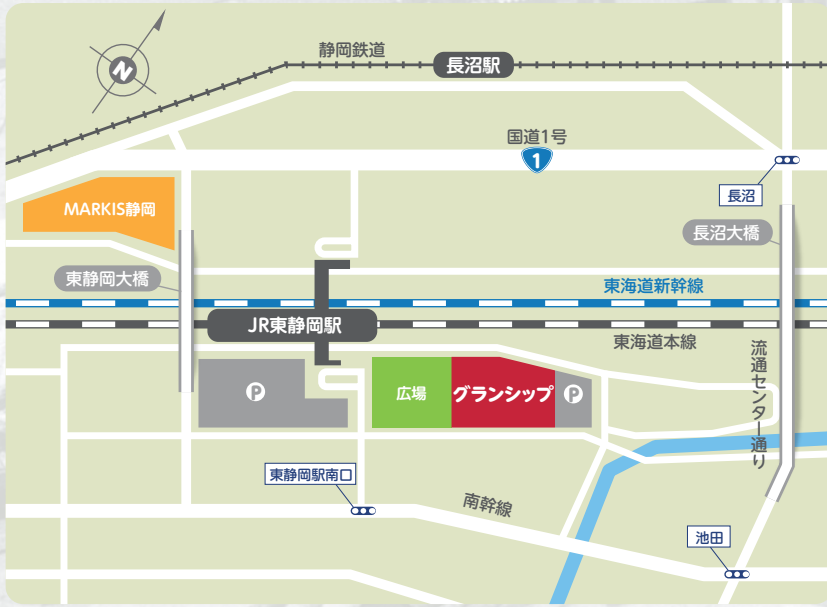 静岡鉄道
長沼駅
N
国道1号
1
長沼
MARKIS静岡
長沼大橋
東静岡大橋
東海道新幹線
JR東静岡駅
東海道本線
流通センター通り
P
広場
グランシップ
P
東静岡駅南口
南幹線
池田